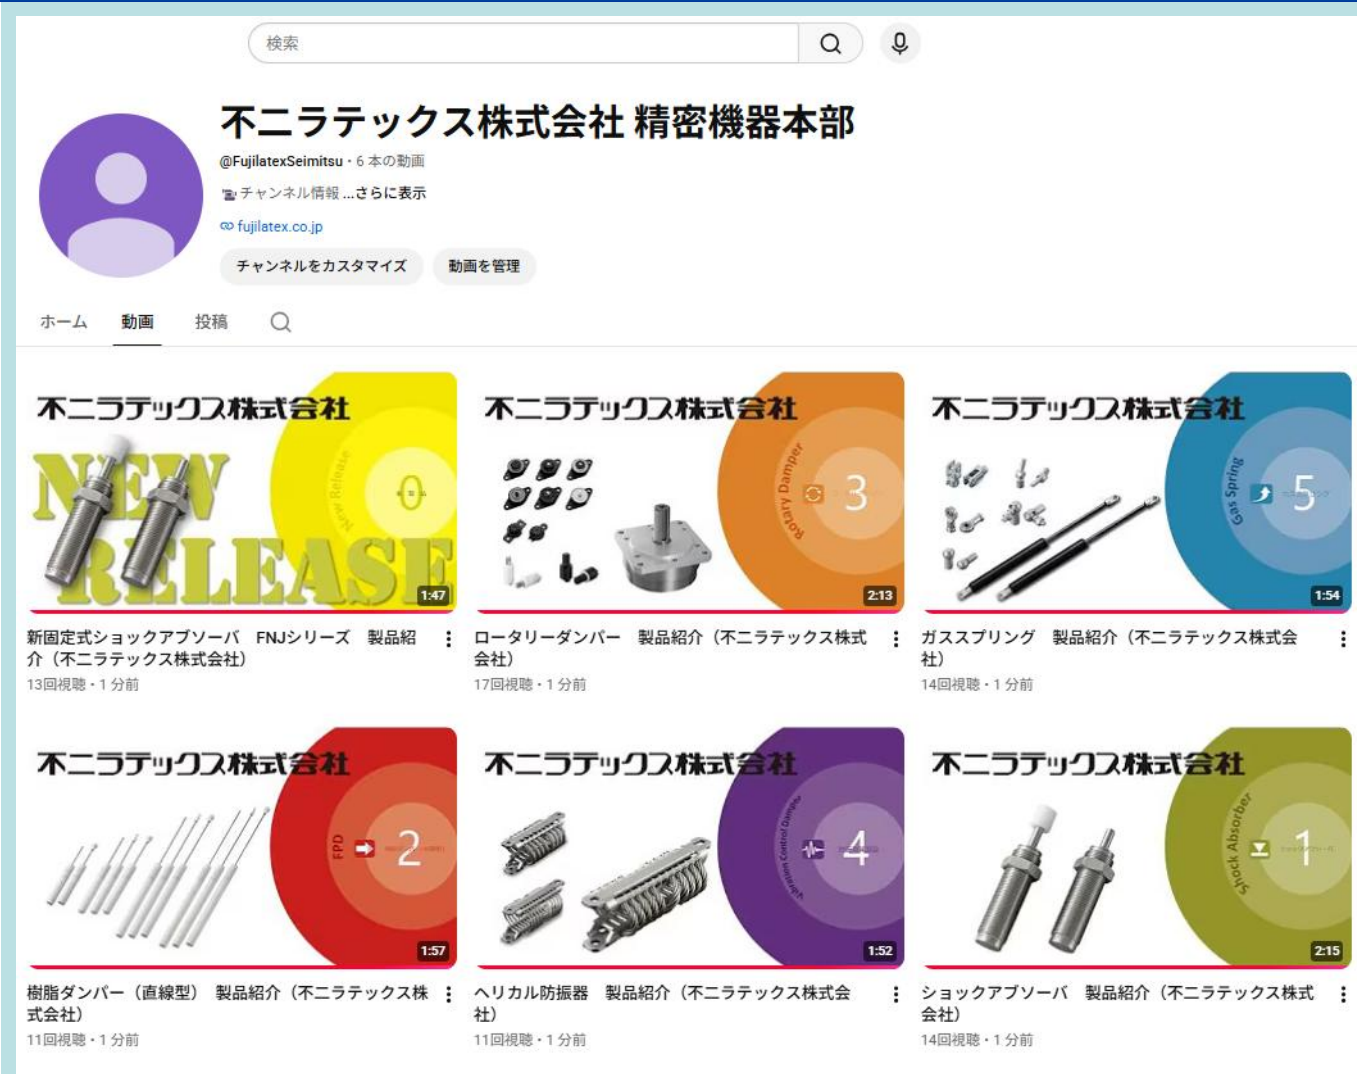 検索
不二ラテックス株式会社 精密機器本部
@FujilatexSeimitsu・6 本の動画
チャンネル情報 ...さらに表示
fujilatex.co.jp
チャンネルをカスタマイズ 動画を管理
ホーム 動画 投稿
不二ラテックス株式会社
NEW RELEASE
New Release
0
1:47
新固定式ショックアブソーバ　FNJシリーズ　製品紹
介（不二ラテックス株式会社）
13回視聴・1 分前
不二ラテックス株式会社
Rotary Damper
3
2:13
ロータリーダンパー　製品紹介（不二ラテックス株式
会社）
17回視聴・1 分前
不二ラテックス株式会社
Gas Spring
5
1:54
ガススプリング　製品紹介（不二ラテックス株式会
社）
14回視聴・1 分前
不二ラテックス株式会社
FPD
2
1:57
樹脂ダンパー（直線型）　製品紹介（不二ラテックス株
式会社）
11回視聴・1 分前
不二ラテックス株式会社
Vibration Control Damper
4
1:52
ヘリカル防振器　製品紹介（不二ラテックス株式会
社）
11回視聴・1 分前
不二ラテックス株式会社
Shock Absorber
1
2:15
ショックアブソーバ　製品紹介（不二ラテックス株式
会社）
14回視聴・1 分前